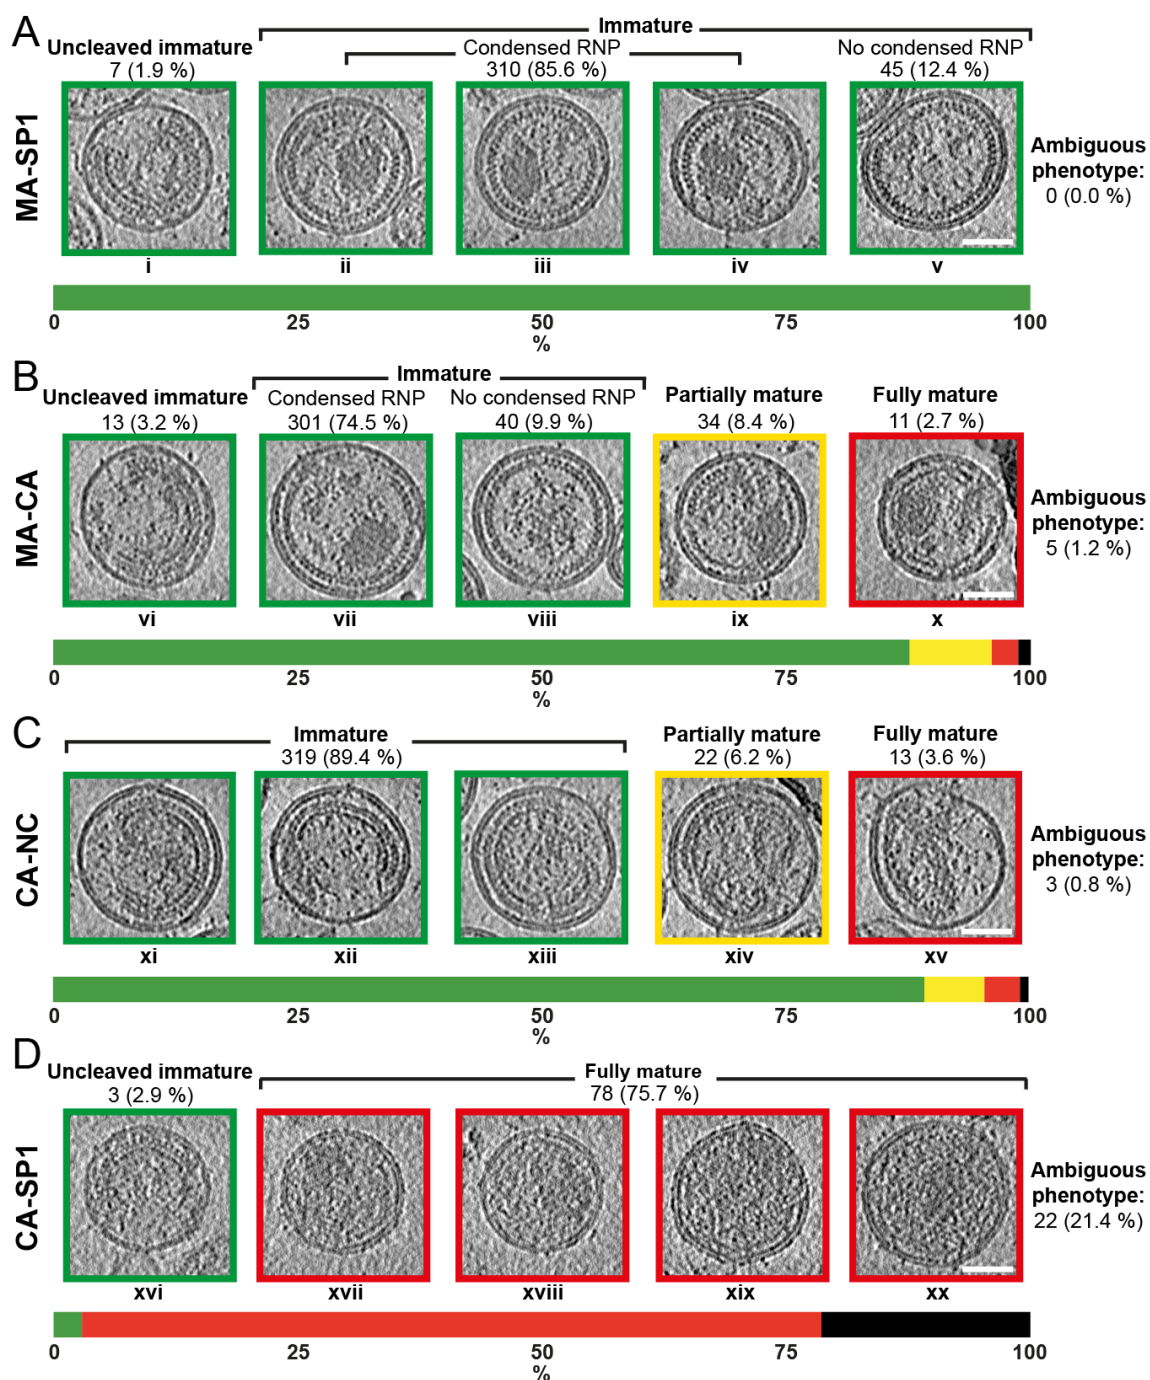 A
Immature
Uncleaved immature
Condensed RNP
No condensed RNP
7 (1.9 %)
310 (85.6 %)
45 (12.4 %)
MA-SP1
Ambiguous
phenotype:
0 (0.0 %)
i
ii
iii
iv
v
0
25
50
75
100
%
B
Immature
Uncleaved immature
Condensed RNP
No condensed RNP
Partially mature
Fully mature
13 (3.2 %)
301 (74.5 %)
40 (9.9 %)
34 (8.4 %)
11 (2.7 %)
MA-CA
Ambiguous
phenotype:
5 (1.2 %)
vi
vii
viii
ix
x
0
25
50
75
100
%
C
Immature
Partially mature
Fully mature
319 (89.4 %)
22 (6.2 %)
13 (3.6 %)
CA-NC
Ambiguous
phenotype:
3 (0.8 %)
xi
xii
xiii
xiv
xv
0
25
50
75
100
%
D
Uncleaved immature
Fully mature
3 (2.9 %)
78 (75.7 %)
CA-SP1
Ambiguous
phenotype:
22 (21.4 %)
xvi
xvii
xviii
xix
xx
0
25
50
75
100
%